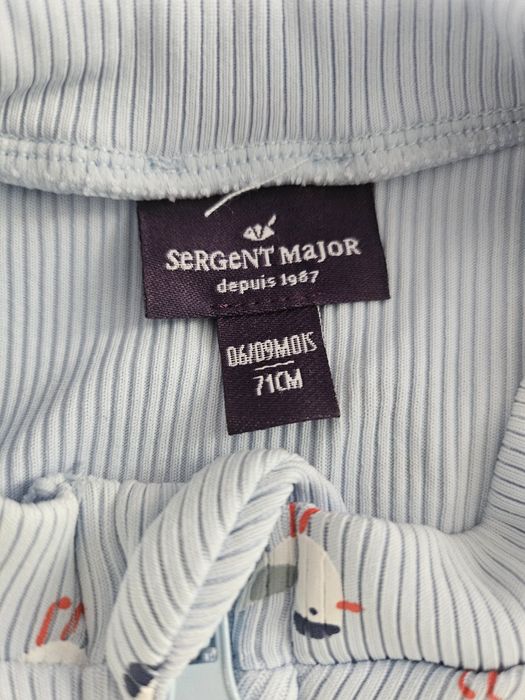 SeRGeNT MaJOR
depuis 1987
06/09MOIS
71CM